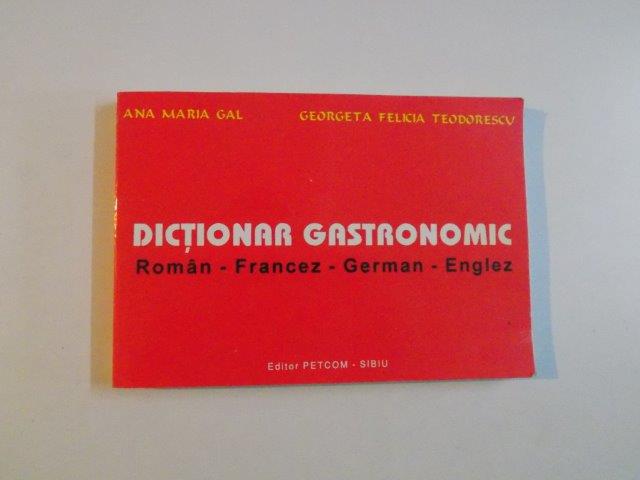 ANA MARIA GAL GEORGETA FELICIA TEODORESCU
DICȚIONAR GASTRONOMIC
Român - Francez - German - Englez
Editor PETCOM - SIBIU